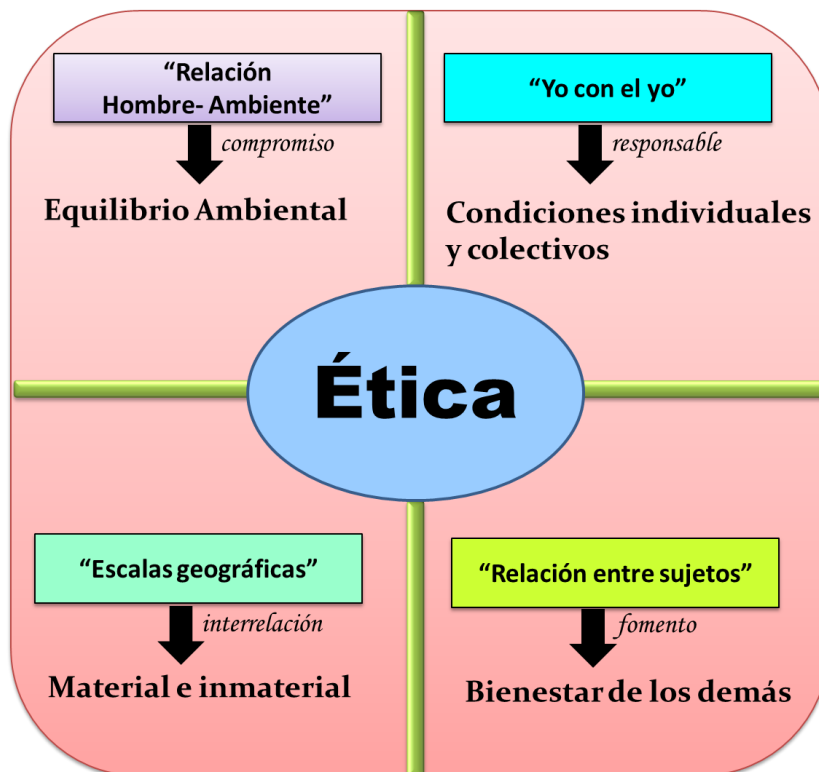 “Relación
Hombre- Ambiente”
compromiso
Equilibrio Ambiental
“Yo con el yo”
responsable
Condiciones individuales
y colectivos
Ética
“Escalas geográficas”
interrelación
Material e inmaterial
“Relación entre sujetos”
fomento
Bienestar de los demás